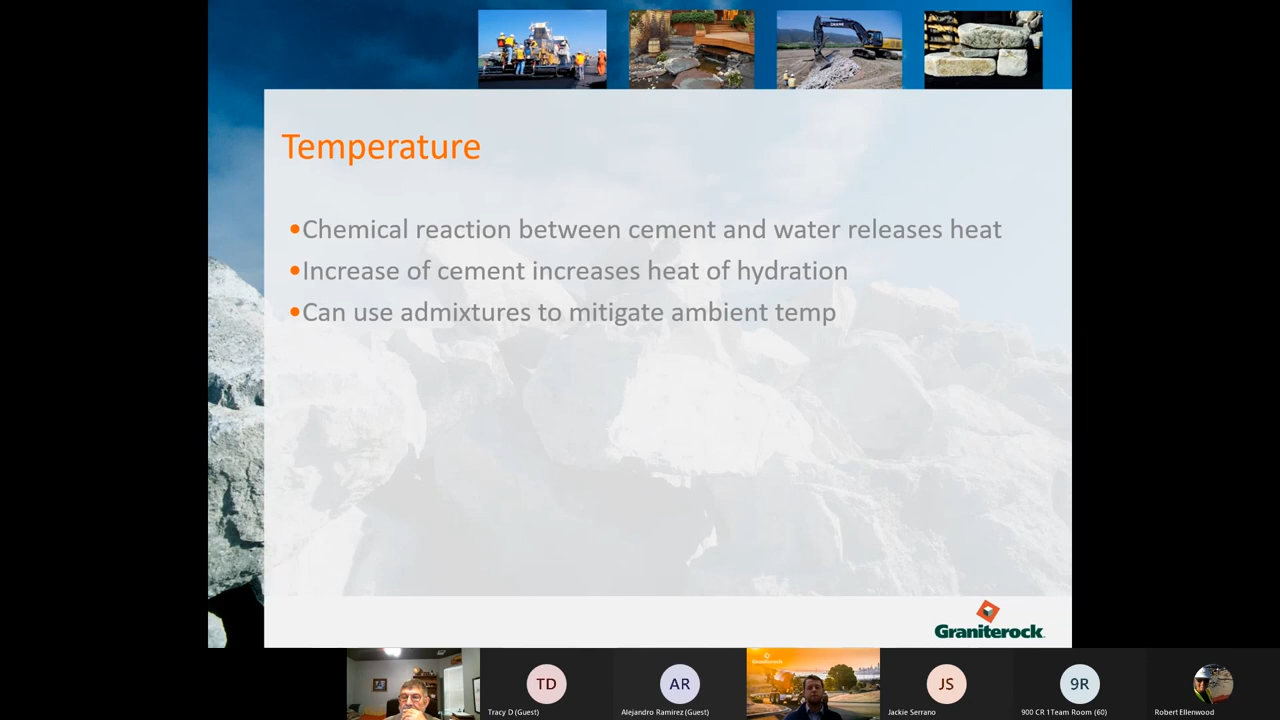 Temperature
•Chemical reaction between cement and water releases heat
•Increase of cement increases heat of hydration
•Can use admixtures to mitigate ambient temp
Graniterock
Graniterock
TD
AR
JS
9R
Tracy D (Guest)
Alejandro Ramirez (Guest)
Jackie Serrano
900 CR 1Team Room (60)
Robert Ellenwood